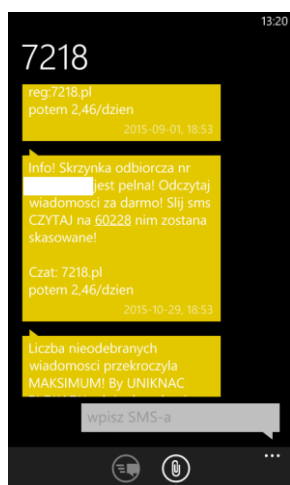 13:20
7218
reg:7218.pl
potem 2,46/dzien
2015-09-01, 18:53
Info! Skrzynka odbiorcza nr
jest pelna! Odczytaj
wiadomosci za darmo! Slij sms
CZYTAJ na 60228 nim zostana
skasowane!
Czat: 7218.pl
potem 2,46/dzien
2015-10-29, 18:53
Liczba nieodebranych
wiadomosci przekroczyla
MAKSIMUM! By UNIKNAC
wpisz SMS-a